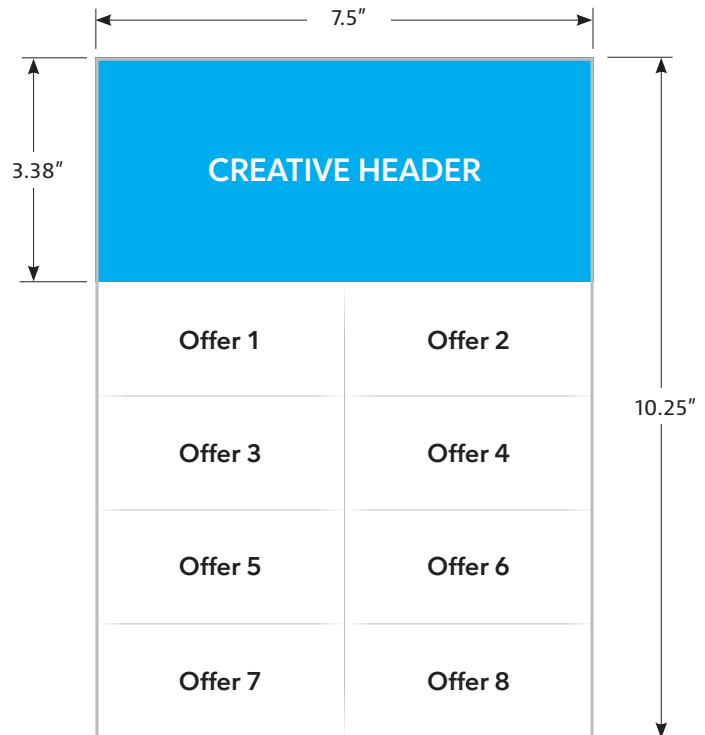 7.5"
3.38"
CREATIVE HEADER
Offer 1
Offer 2
10.25"
Offer 3
Offer 4
Offer 5
Offer 6
Offer 7
Offer 8